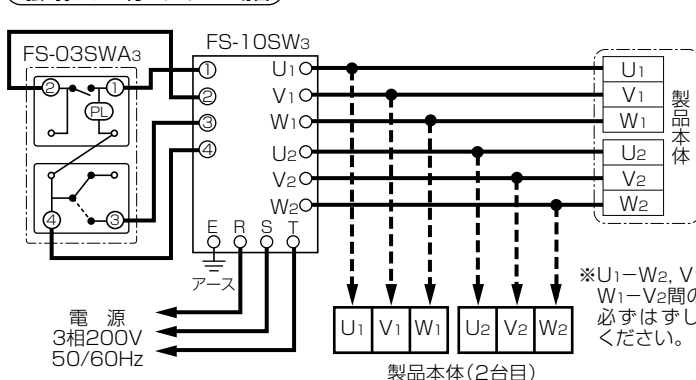 FS-10SW3
FS-03SWA3
② ①
PL
④ ③
①
②
③
④
U1
V1
W1
U2
V2
W2
E R S T
アース
電 源
3相200V
50/60Hz
U1
V1
W1
U2
V2
W2
製品本体
U1 V1 W1 U2 V2 W2
製品本体（2台目）
※U1−W2, V
W1−V2間の
必ずはずし
ください。